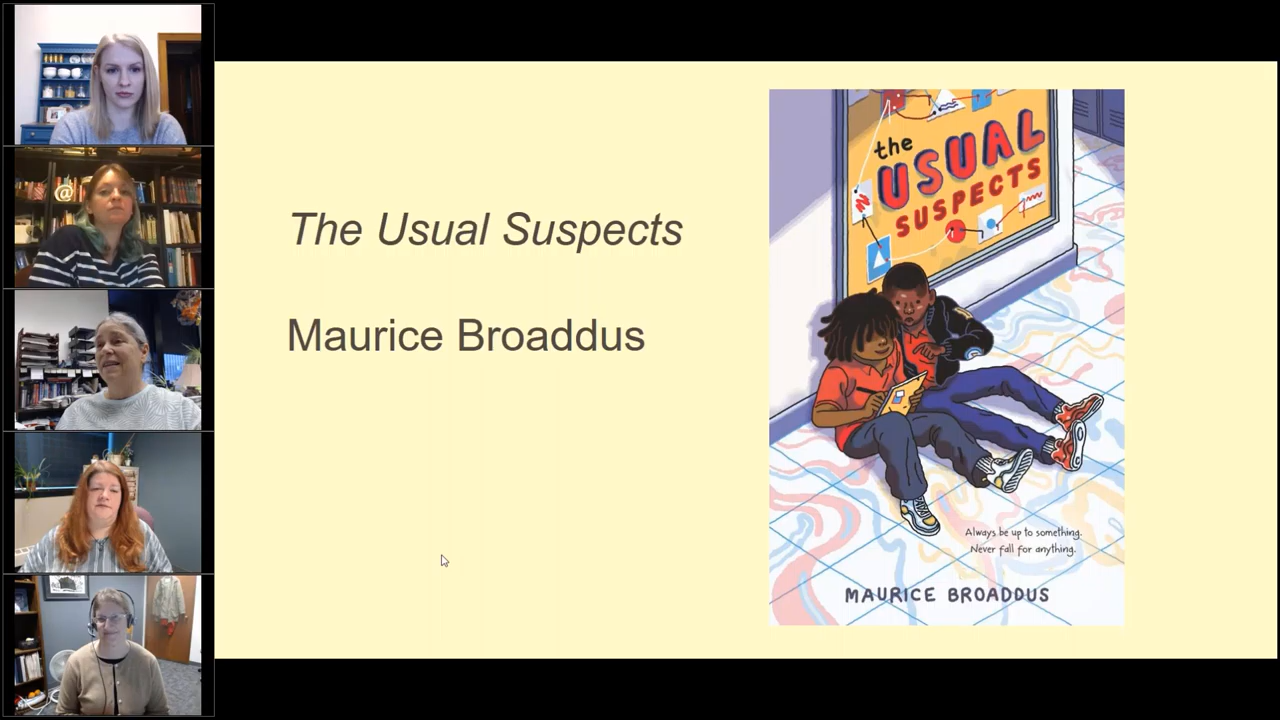 The Usual Suspects
Maurice Broaddus
the
USUAL
SUSPECTS
Always be up to something.
Never fall for anything.
MAURICE BROADDUS
@